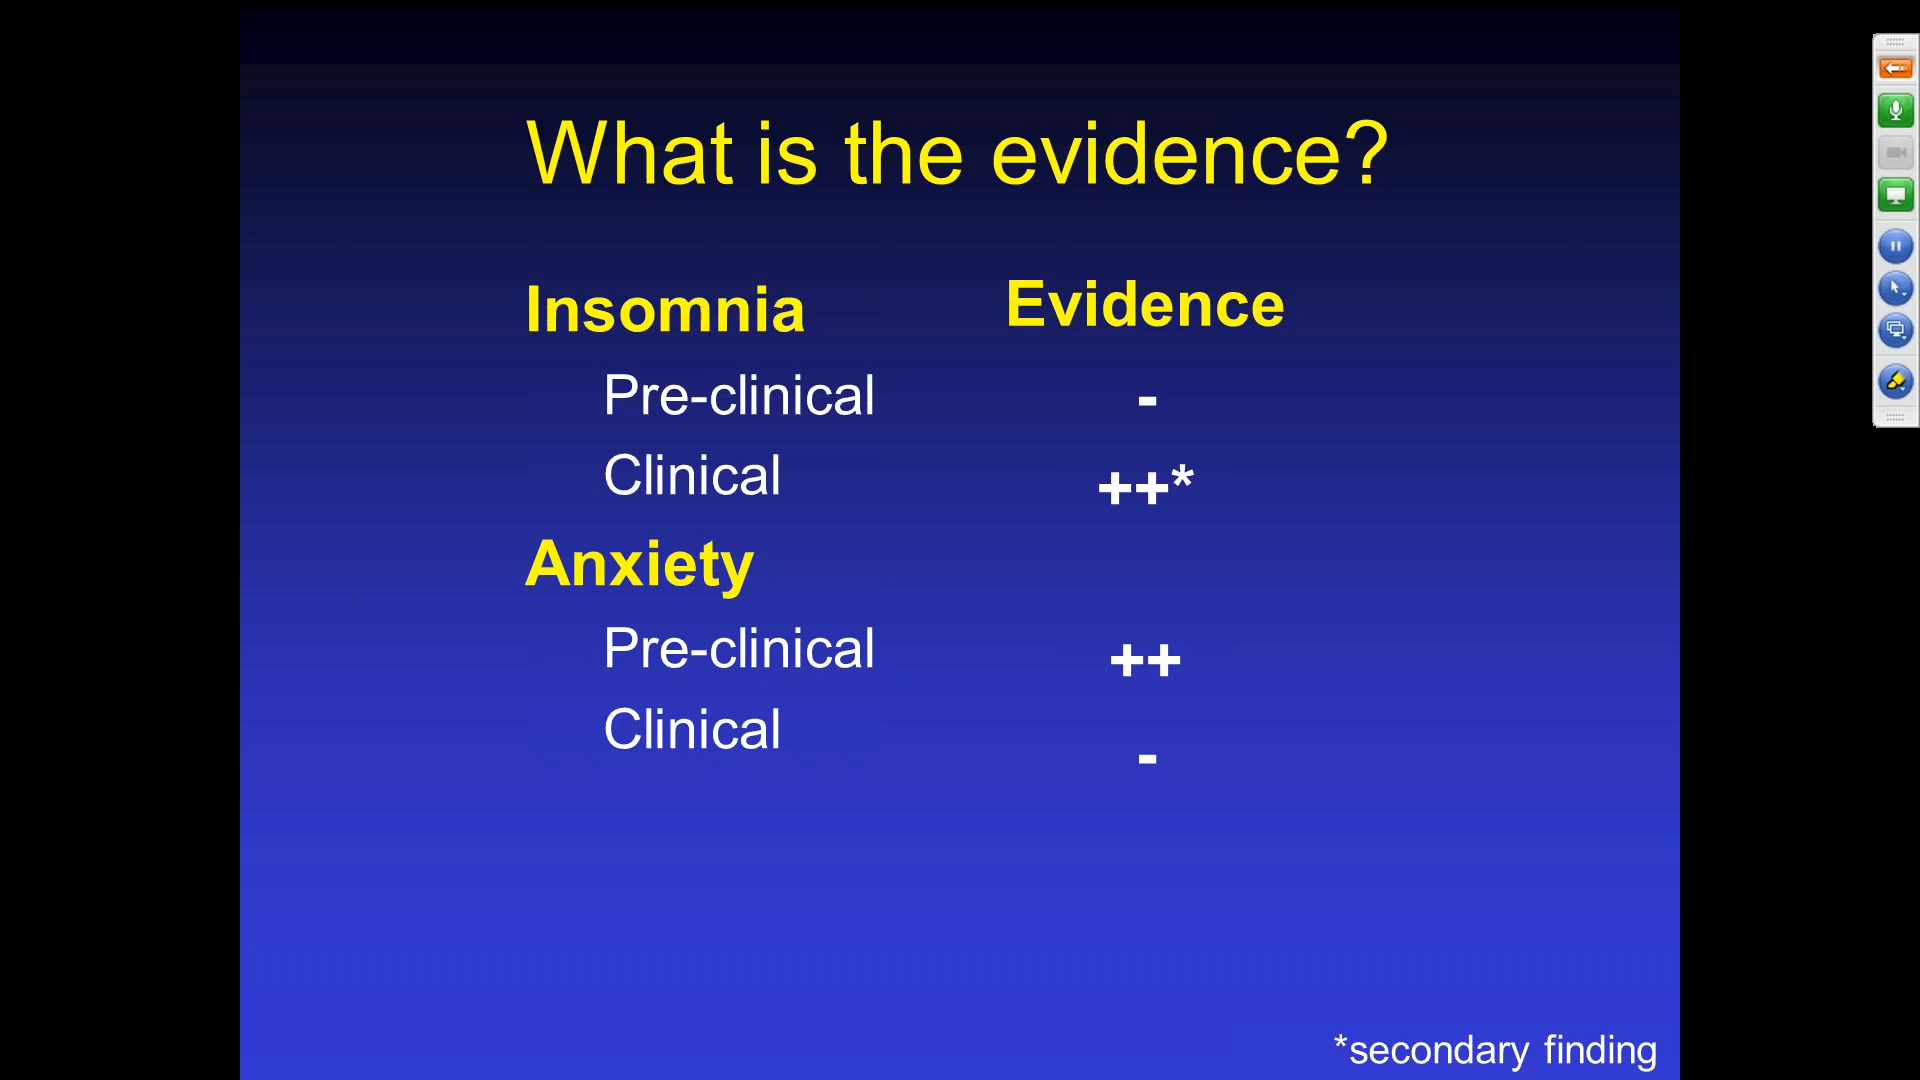 What is the evidence?
Insomnia Evidence
Pre-clinical -
Clinical ++*
Anxiety
Pre-clinical ++
Clinical -
*secondary finding